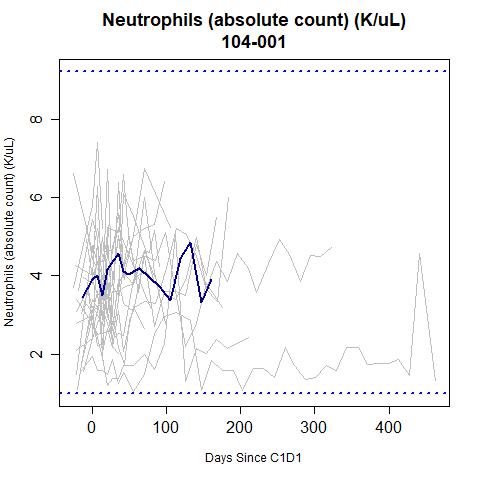 Neutrophils (absolute count) (K/uL)
104-001
Neutrophils (absolute count) (K/uL)
8
6
4
2
0 100 200 300 400
Days Since C1D1